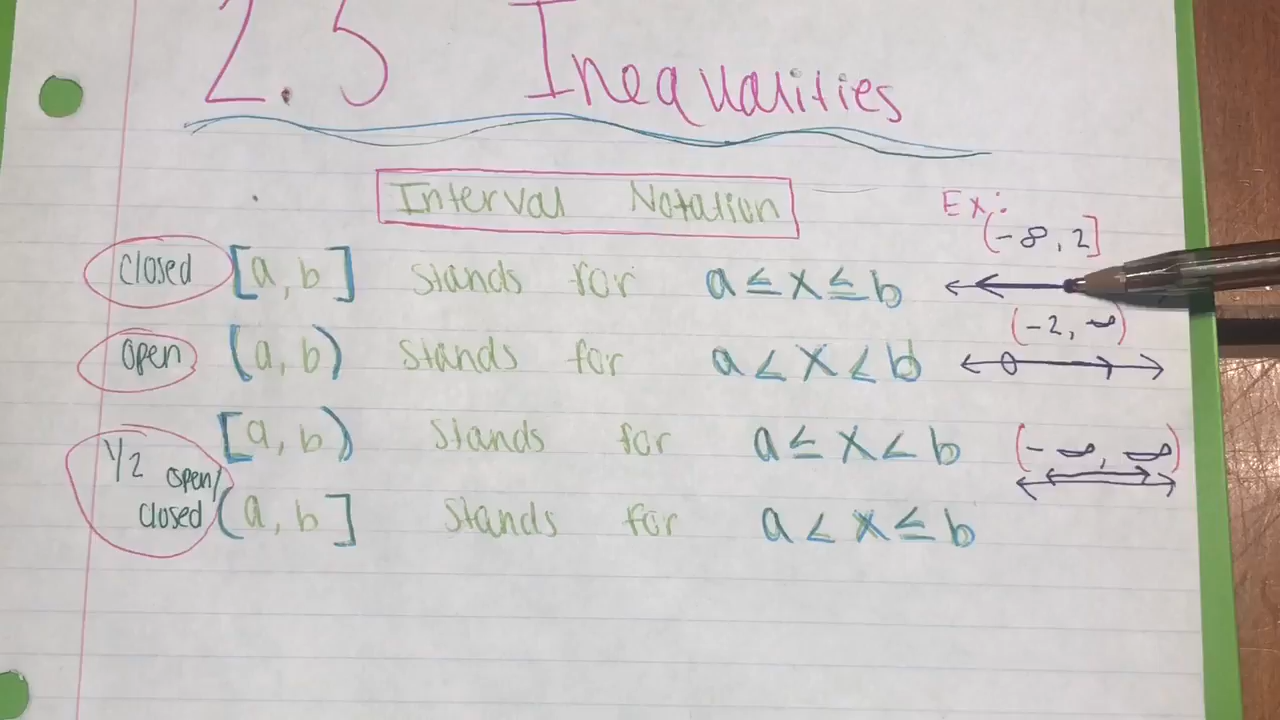 2.5 Inequalities
Interval Notation
Ex:
(-∞, 2]
closed [a, b] stands for a ≤ x ≤ b
(-2, ∞)
open (a, b) stands for a < x < b
[a, b) stands for a ≤ x < b
(-∞, ∞)
1/2 open/
closed (a, b] stands for a < x ≤ b